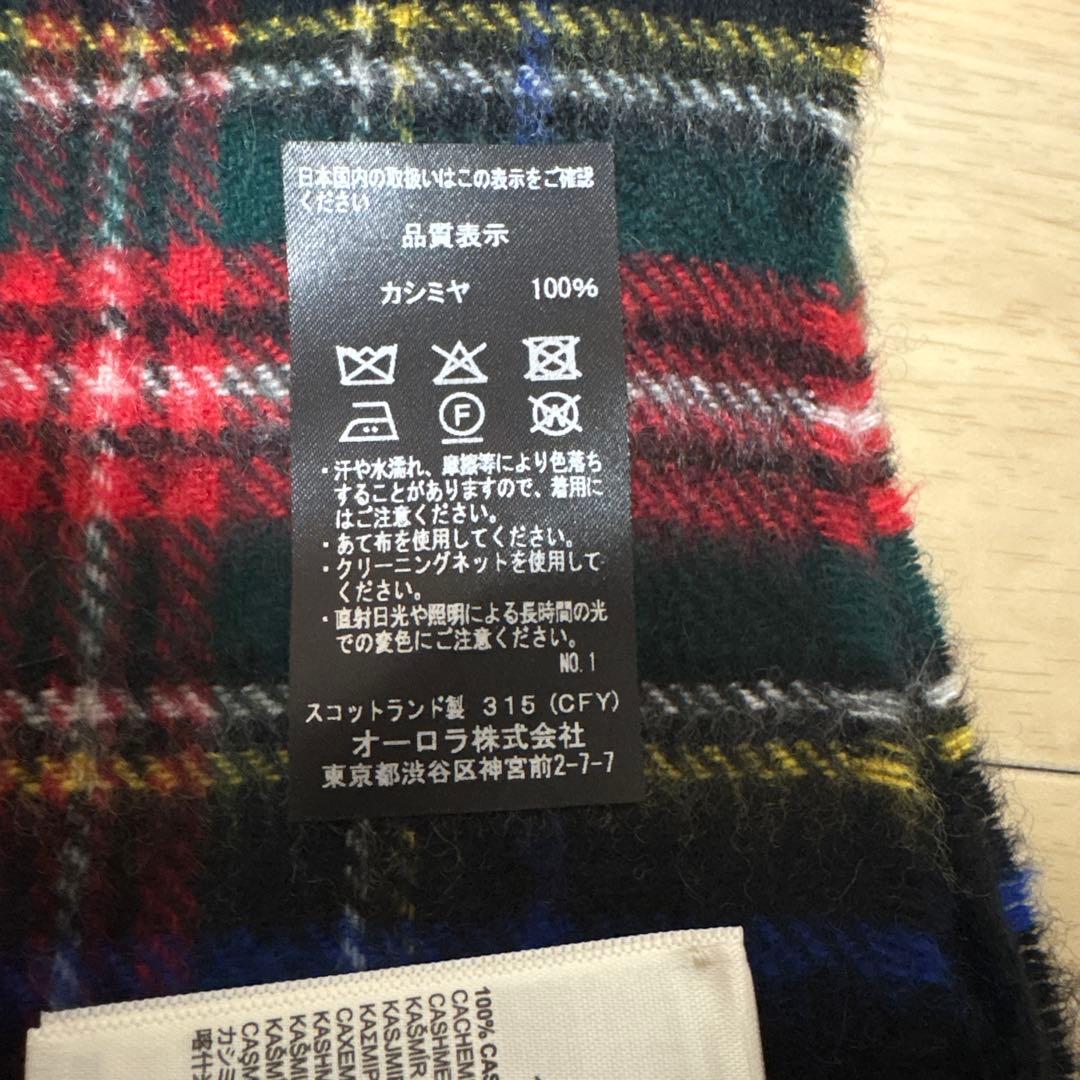 日本国内の取扱いはこの表示をご確認
ください
品質表示
カシミヤ 100%
F
W
・汗や水濡れ、摩擦等により色落ち
することがありますので、着用に
はご注意ください。
・あて布を使用してください。
・クリーニングネットを使用して
ください。
・直射日光や照明による長時間の光
での変色にご注意ください。
NO.1
スコットランド製 315 (CFY)
オーロラ株式会社
東京都渋谷区神宮前2-7-7
100% CAS
CACHEM
CASHME
KAŠMÍR
KASJMIE
ΚΑΣΜΙΡ
CAXEM
KASHM
KAŠMI
KAŠM
CAŞM
カシミ